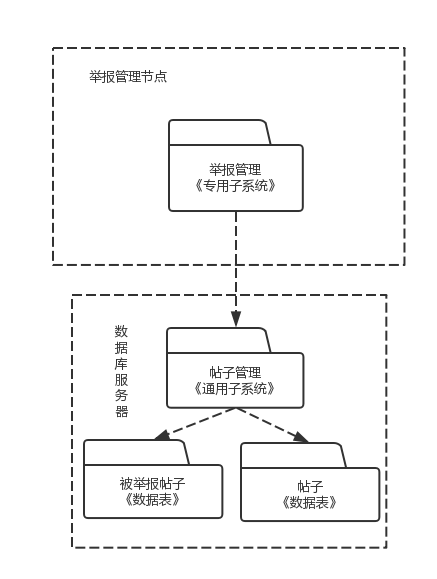 举报管理节点
举报管理
《专用子系统》
数据库服务器
帖子管理
《通用子系统》
被举报帖子
《数据表》
帖子
《数据表》